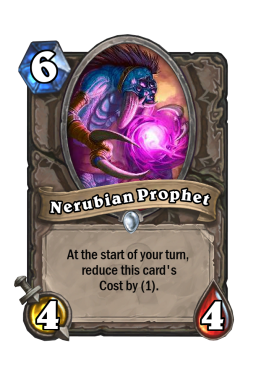 6
Nerubian Prophet
At the start of your turn,
reduce this card's
Cost by (1).
4 4